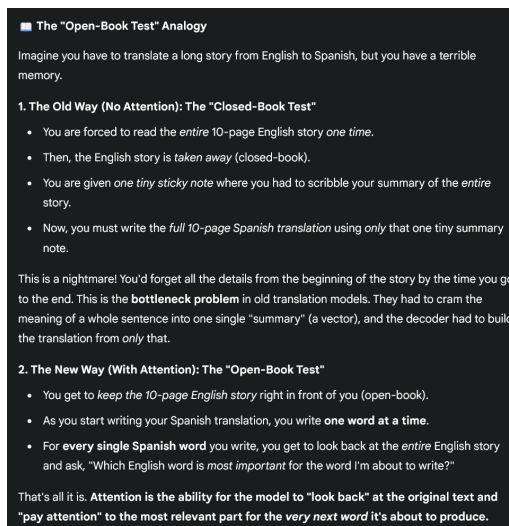 📖 The "Open-Book Test" Analogy
Imagine you have to translate a long story from English to Spanish, but you have a terrible
memory.
1. The Old Way (No Attention): The "Closed-Book Test"
• You are forced to read the entire 10-page English story one time.
• Then, the English story is taken away (closed-book).
• You are given one tiny sticky note where you had to scribble your summary of the entire
story.
• Now, you must write the full 10-page Spanish translation using only that one tiny summary
note.
This is a nightmare! You'd forget all the details from the beginning of the story by the time you
to the end. This is the bottleneck problem in old translation models. They had to cram the
meaning of a whole sentence into one single "summary" (a vector), and the decoder had to
the translation from only that.
2. The New Way (With Attention): The "Open-Book Test"
• You get to keep the 10-page English story right in front of you (open-book).
• As you start writing your Spanish translation, you write one word at a time.
• For every single Spanish word you write, you get to look back at the entire English story
and ask, "Which English word is most important for the word I'm about to write?"
That's all it is. Attention is the ability for the model to "look back" at the original text and
"pay attention" to the most relevant part for the very next word it's about to produce.